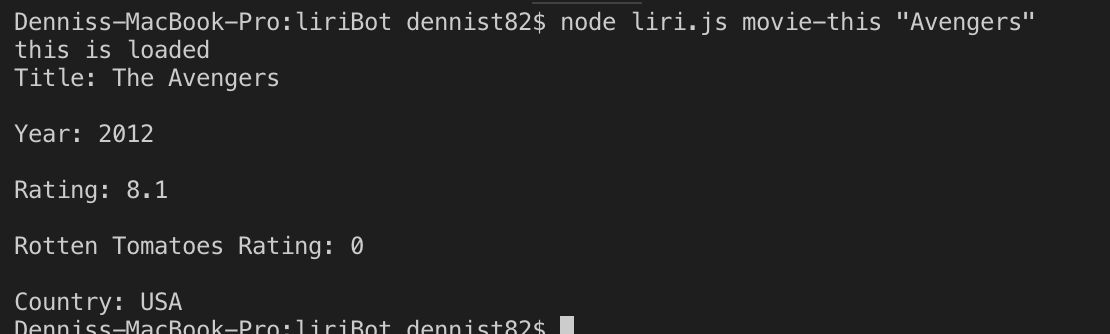 Denniss-MacBook-Pro:liriBot dennist82$ node liri.js movie-this "Avengers"
this is loaded
Title: The Avengers
Year: 2012
Rating: 8.1
Rotten Tomatoes Rating: 0
Country: USA
Denniss-MacBook-Pro:liriBot dennist82$